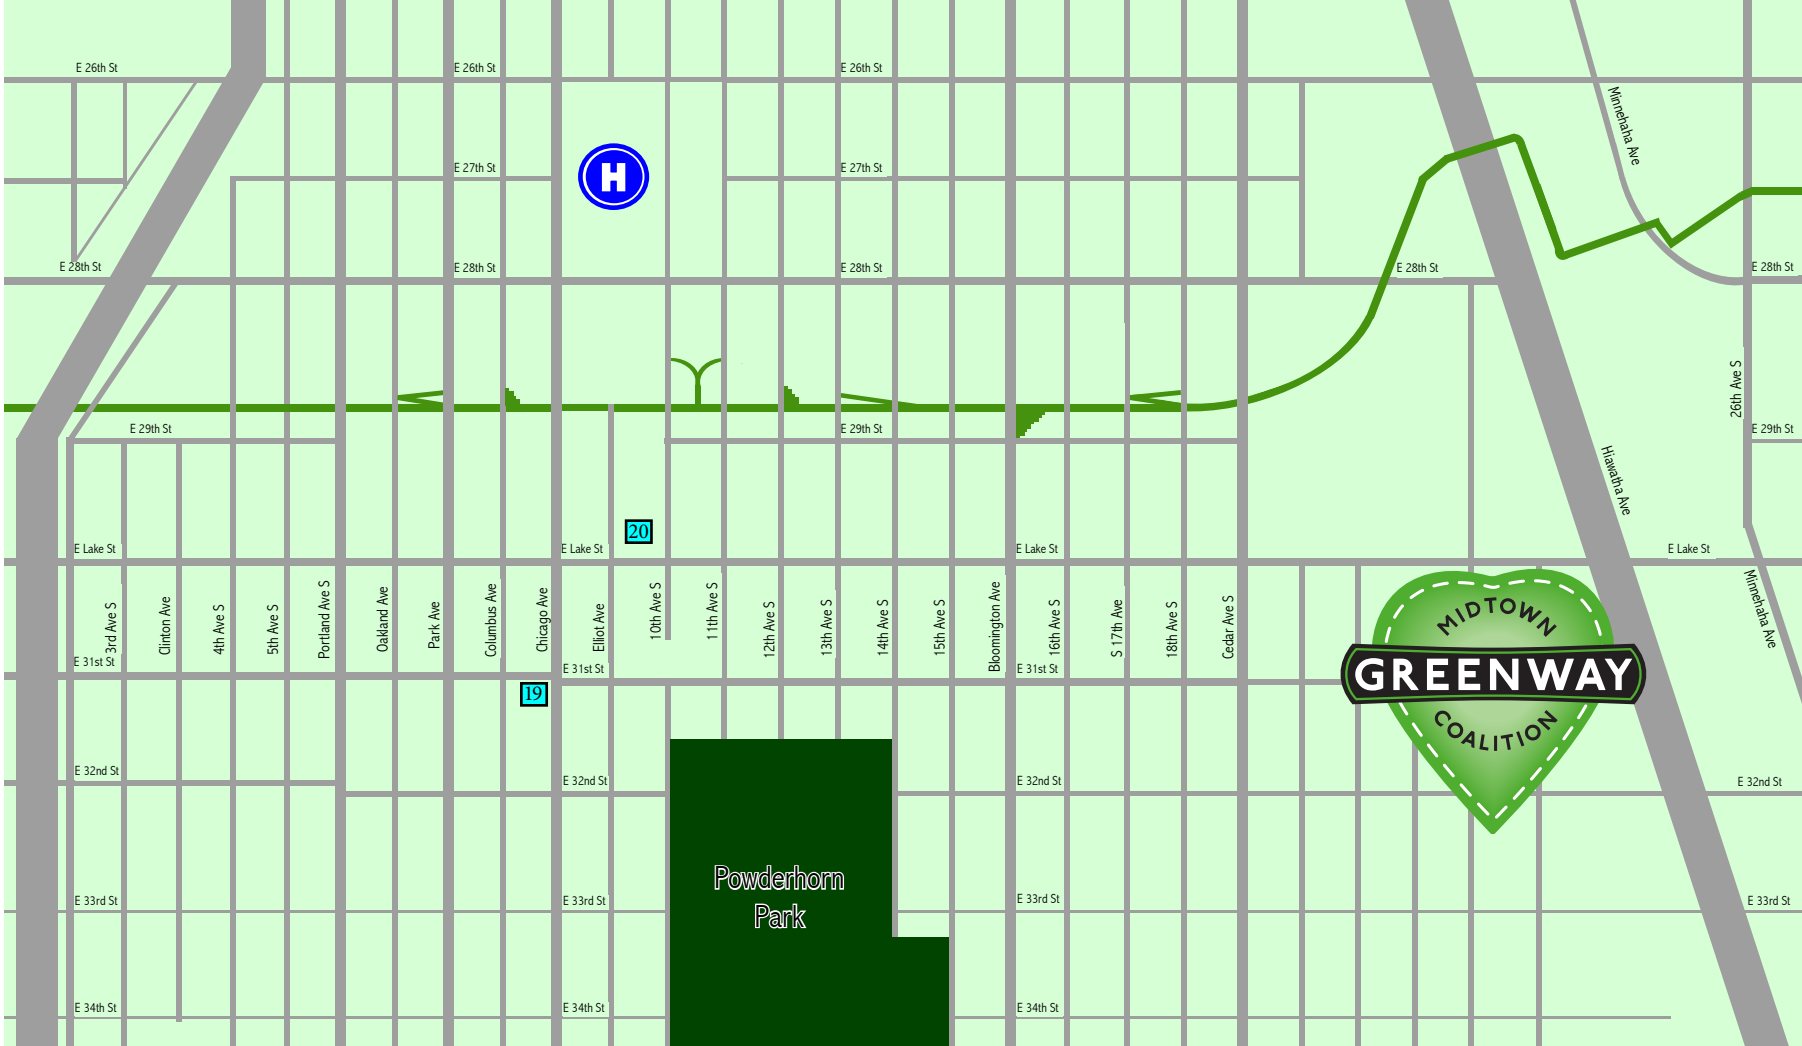 E 26th St
E 26th St
E 26th St
Minnehaha Ave
E 27th St
E 27th St
H
E 28th St
E 28th St
E 28th St
E 28th St
E 28th St
26th Ave S
E 29th St
E 29th St
E 29th St
Hiawatha Ave
20
E Lake St
E Lake St
E Lake St
E Lake St
3rd Ave S
Clinton Ave
4th Ave S
5th Ave S
Portland Ave S
Oakland Ave
Park Ave
Columbus Ave
Chicago Ave
Elliot Ave
10th Ave S
11th Ave S
12th Ave S
13th Ave S
14th Ave S
15th Ave S
Bloomington Ave
16th Ave S
S 17th Ave
18th Ave S
Cedar Ave S
Minnehaha Ave
MIDTOWN
GREENWAY
COALITION
E 31st St
E 31st St
E 31st St
19
E 32nd St
E 32nd St
E 32nd St
E 32nd St
Powderhorn
Park
E 33rd St
E 33rd St
E 33rd St
E 33rd St
E 34th St
E 34th St
E 34th St